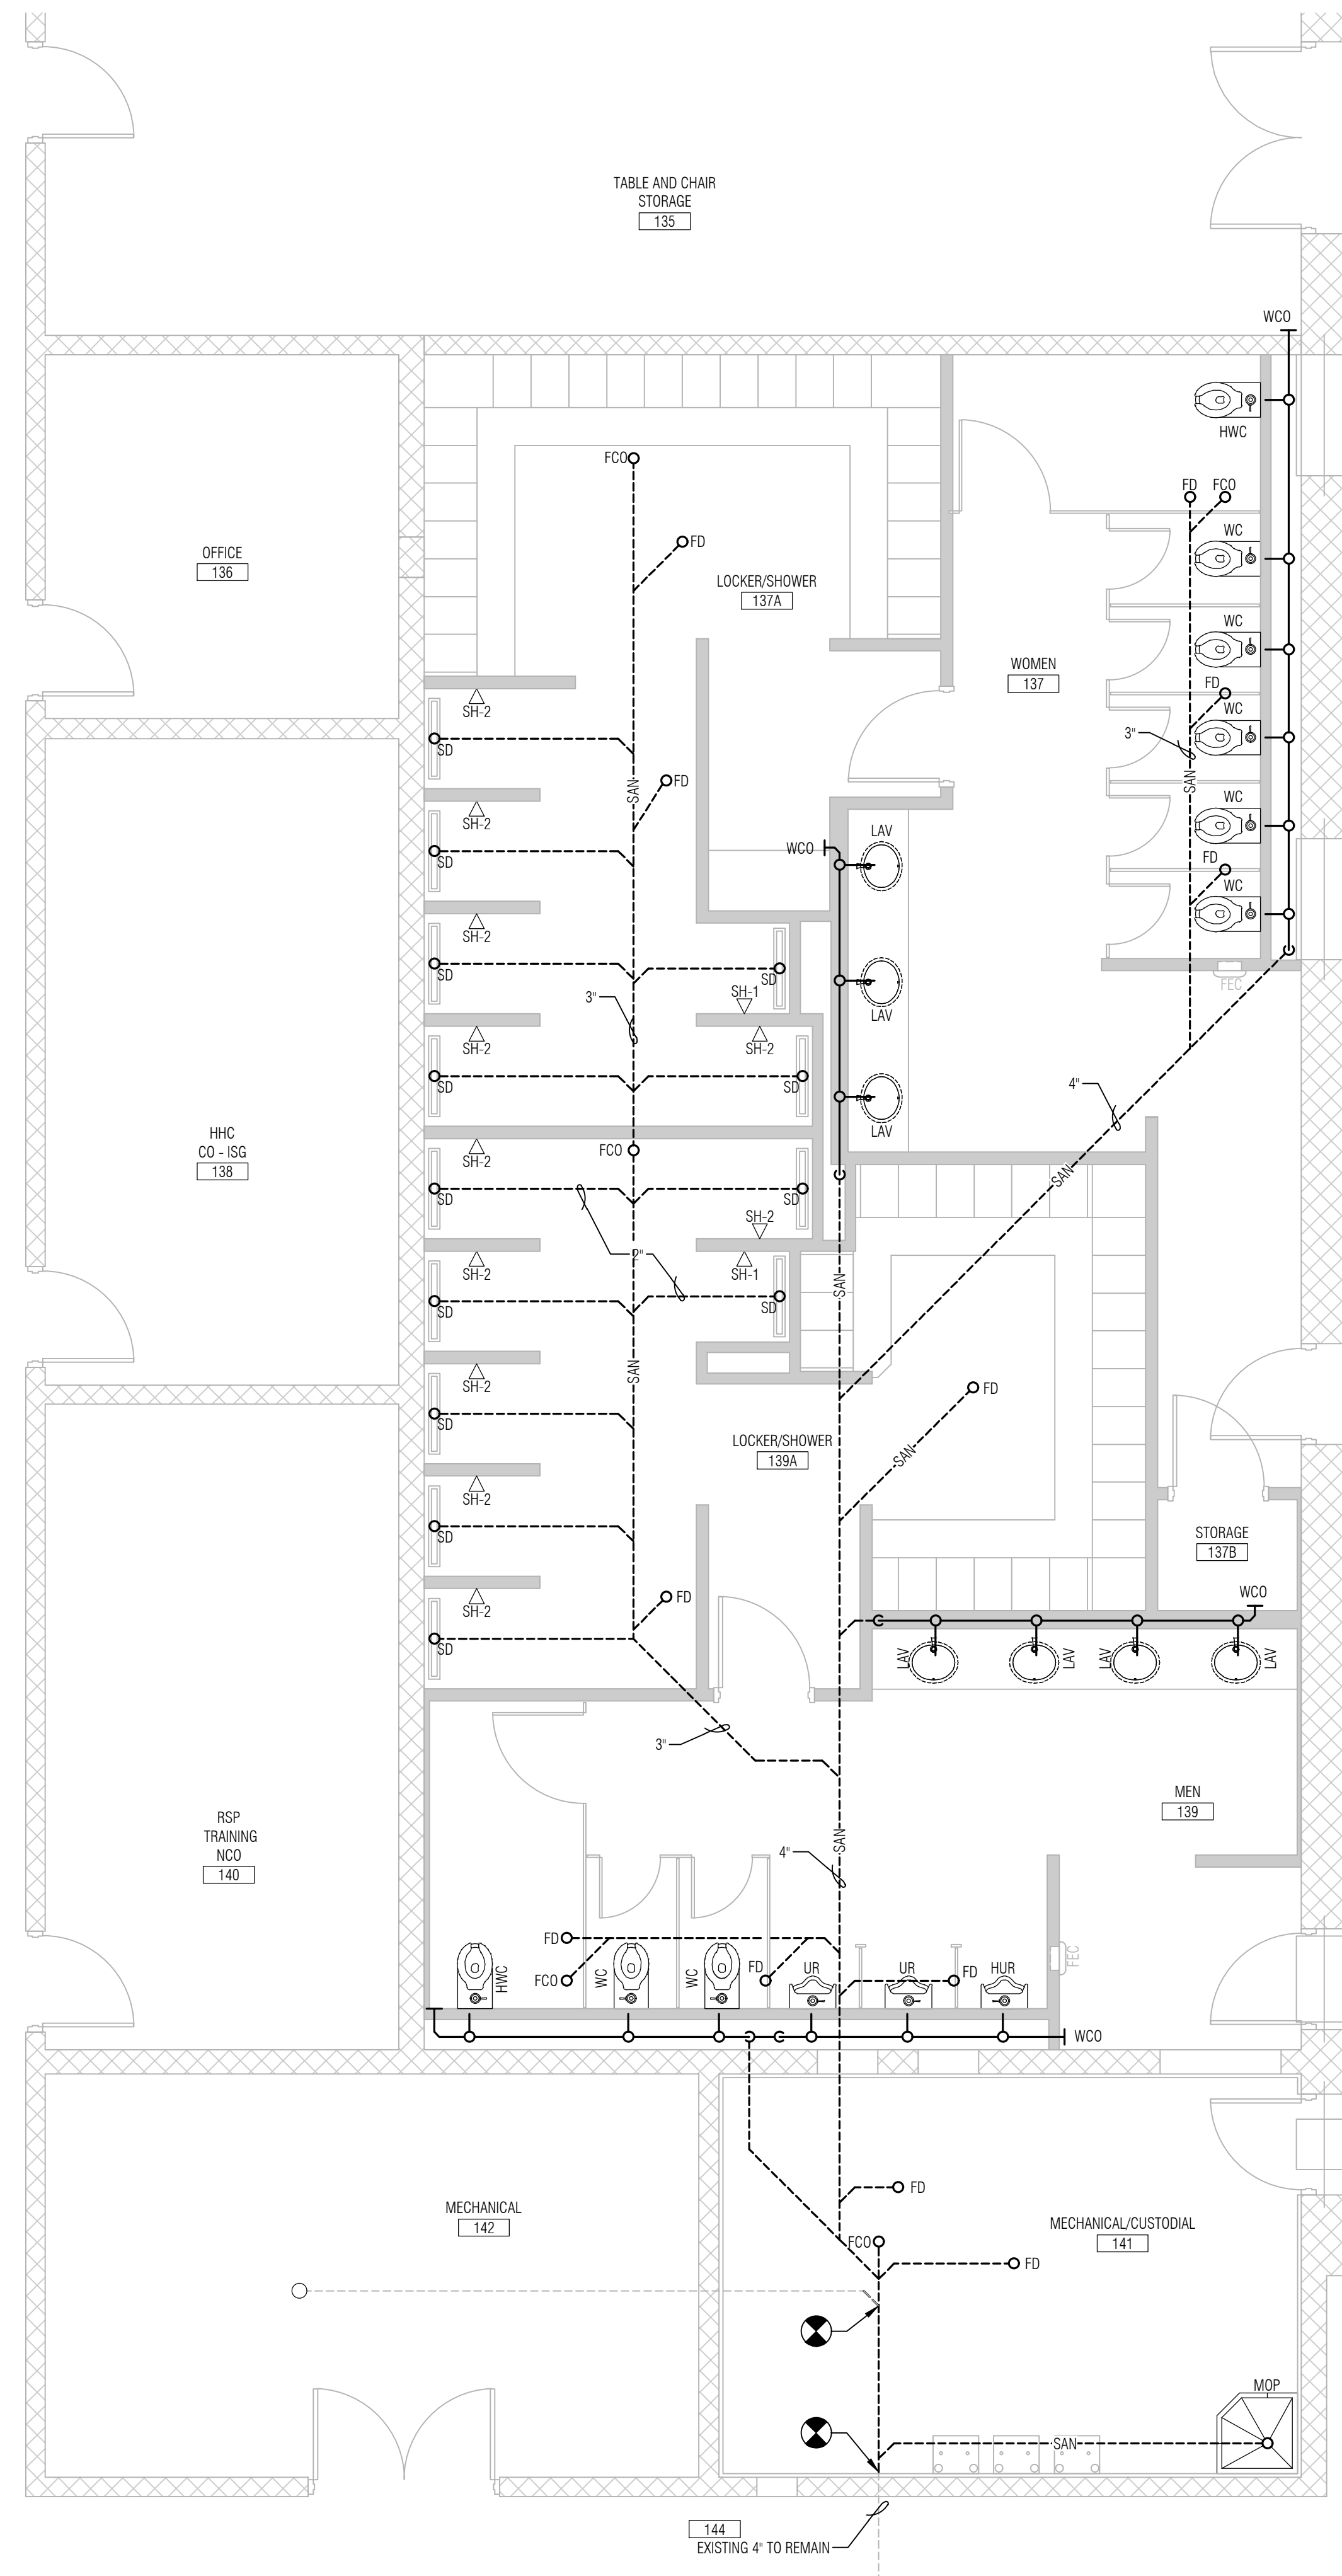 TABLE AND CHAIR
STORAGE
135
WCO
HWC
FCO
FD
FCO
WC
FD
OFFICE
136
LOCKER/SHOWER
137A
WC
WOMEN
137
FD
WC
SH-2
SD
3"
SAN
FD
SAN
WC
SH-2
SD
LAV
WCO
FD
WC
SH-2
SD
SD
SH-1
FEC
3"
LAV
SH-2
SH-2
SD
SD
4"
LAV
HHC
CO - ISG
138
FCO
SH-2
SAN
SD
SD
SH-2
2"
SH-2
SH-1
SAN
SD
SD
SAN
SH-2
FD
SD
LOCKER/SHOWER
139A
SAN
SH-2
SD
STORAGE
137B
FD
WCO
SH-2
SD
LAV
LAV
LAV
LAV
3"
MEN
139
RSP
TRAINING
NCO
140
SAN
4"
FD
FEC
FCO
HWC
WC
WC
FD
UR
UR
FD
HUR
WCO
FD
MECHANICAL
142
MECHANICAL/CUSTODIAL
141
FCO
FD
MOP
SAN
144
EXISTING 4" TO REMAIN